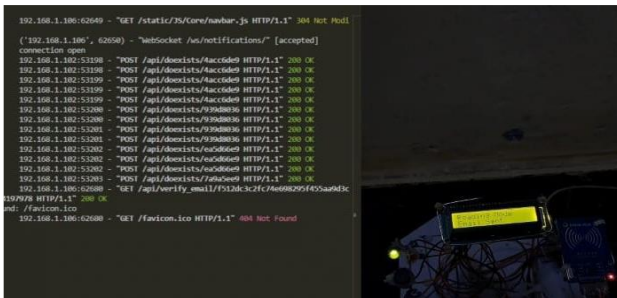 192.168.1.106:62649 - "GET /static/JS/Core/navbar.js HTTP/1.1" 304 Not Modi
('192.168.1.106', 62650) - "WebSocket /ws/notifications/" [accepted]
connection open
192.168.1.102:53198 - "POST /api/doexists/4acc6de9 HTTP/1.1" 200 OK
192.168.1.102:53198 - "POST /api/doexists/4acc6de9 HTTP/1.1" 200 OK
192.168.1.102:53199 - "POST /api/doexists/4acc6de9 HTTP/1.1" 200 OK
192.168.1.102:53199 - "POST /api/doexists/4acc6de9 HTTP/1.1" 200 OK
192.168.1.102:53200 - "POST /api/doexists/939d8036 HTTP/1.1" 200 OK
192.168.1.102:53200 - "POST /api/doexists/939d8036 HTTP/1.1" 200 OK
192.168.1.102:53201 - "POST /api/doexists/939d8036 HTTP/1.1" 200 OK
192.168.1.102:53201 - "POST /api/doexists/939d8036 HTTP/1.1" 200 OK
192.168.1.102:53202 - "POST /api/doexists/ea5d66e9 HTTP/1.1" 200 OK
192.168.1.102:53202 - "POST /api/doexists/ea5d66e9 HTTP/1.1" 200 OK
192.168.1.102:53202 - "POST /api/doexists/ea5d66e9 HTTP/1.1" 200 OK
192.168.1.102:53203 - "POST /api/doexists/7a9a5ee9 HTTP/1.1" 200 OK
192.168.1.106:62680 - "GET /api/verify_email/f512dc3c2fc74e698295f455aa9d3c
8197978 HTTP/1.1" 200 OK
und: /favicon.ico
192.168.1.106:62680 - "GET /favicon.ico HTTP/1.1" 404 Not Found
Reading Mode